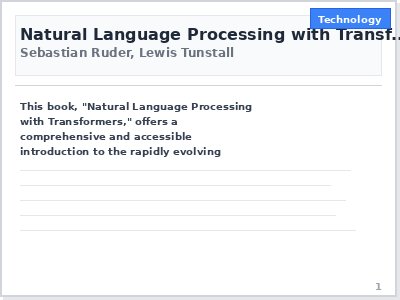 Technology
Natural Language Processing with Transf...
Sebastian Ruder, Lewis Tunstall
This book, "Natural Language Processing
with Transformers," offers a
comprehensive and accessible
introduction to the rapidly evolving
1